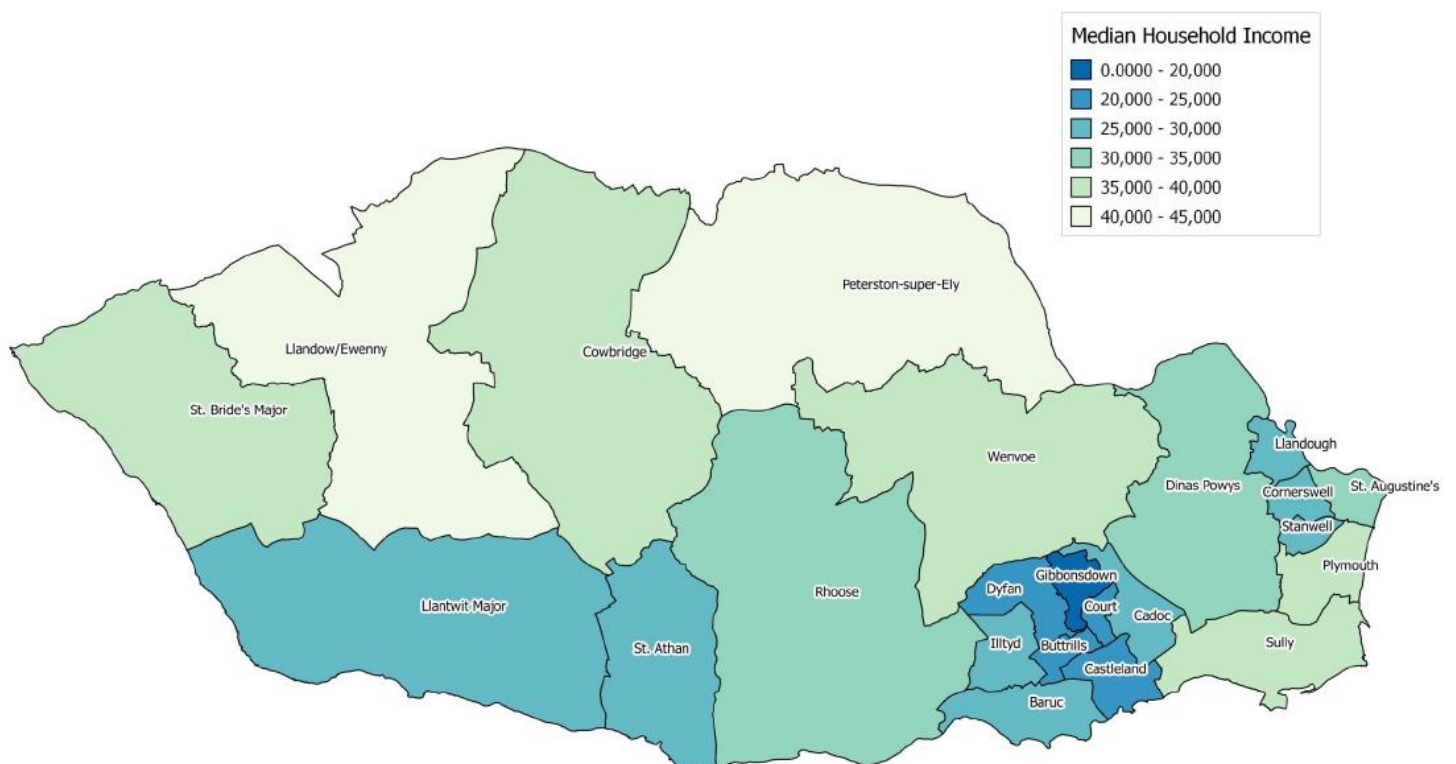 Median Household Income
0.0000 - 20,000
20,000 - 25,000
25,000 - 30,000
30,000 - 35,000
35,000 - 40,000
40,000 - 45,000
Peterston-super-Ely
Llandow/Ewenny
Cowbridge
St. Bride's Major
Llandough
Wenvoe
Dinas Powys
St. Augustine's
Cornerswell
Stanwell
Plymouth
Gibbonsdown
Dyfan
Rhoose
Court
Llantwit Major
Cadoc
Sully
Illtyd
Buttrills
St. Athan
Castleland
Baruc